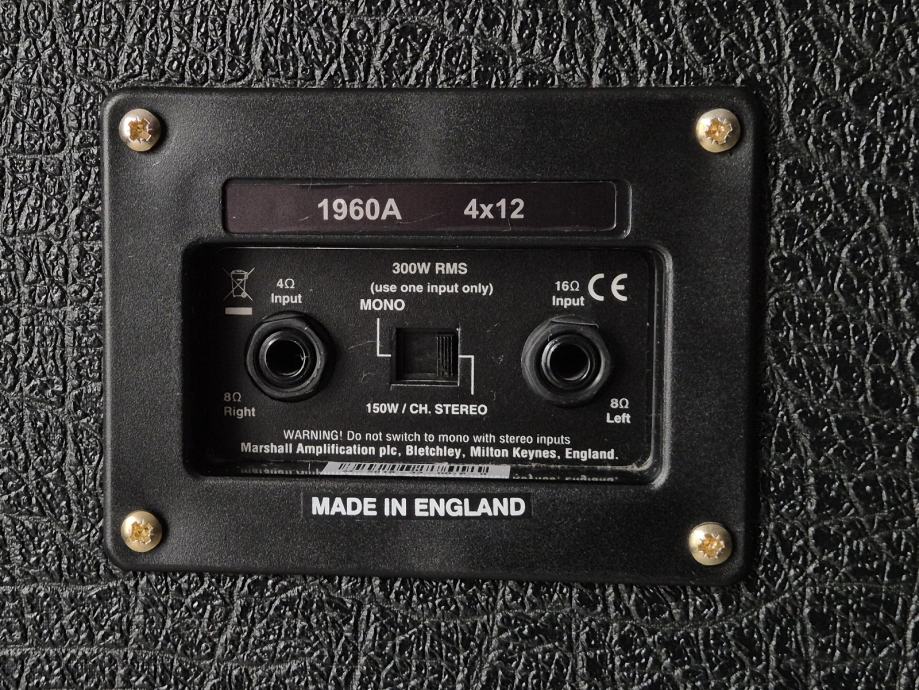 1960A 4x12
300W RMS
(use one input only)
4Ω
Input
MONO
16Ω
Input
CE
8Ω
Right
150W / CH. STEREO
8Ω
Left
WARNING! Do not switch to mono with stereo inputs
Marshall Amplification plc, Bletchley, Milton Keynes, England.
MADE IN ENGLAND